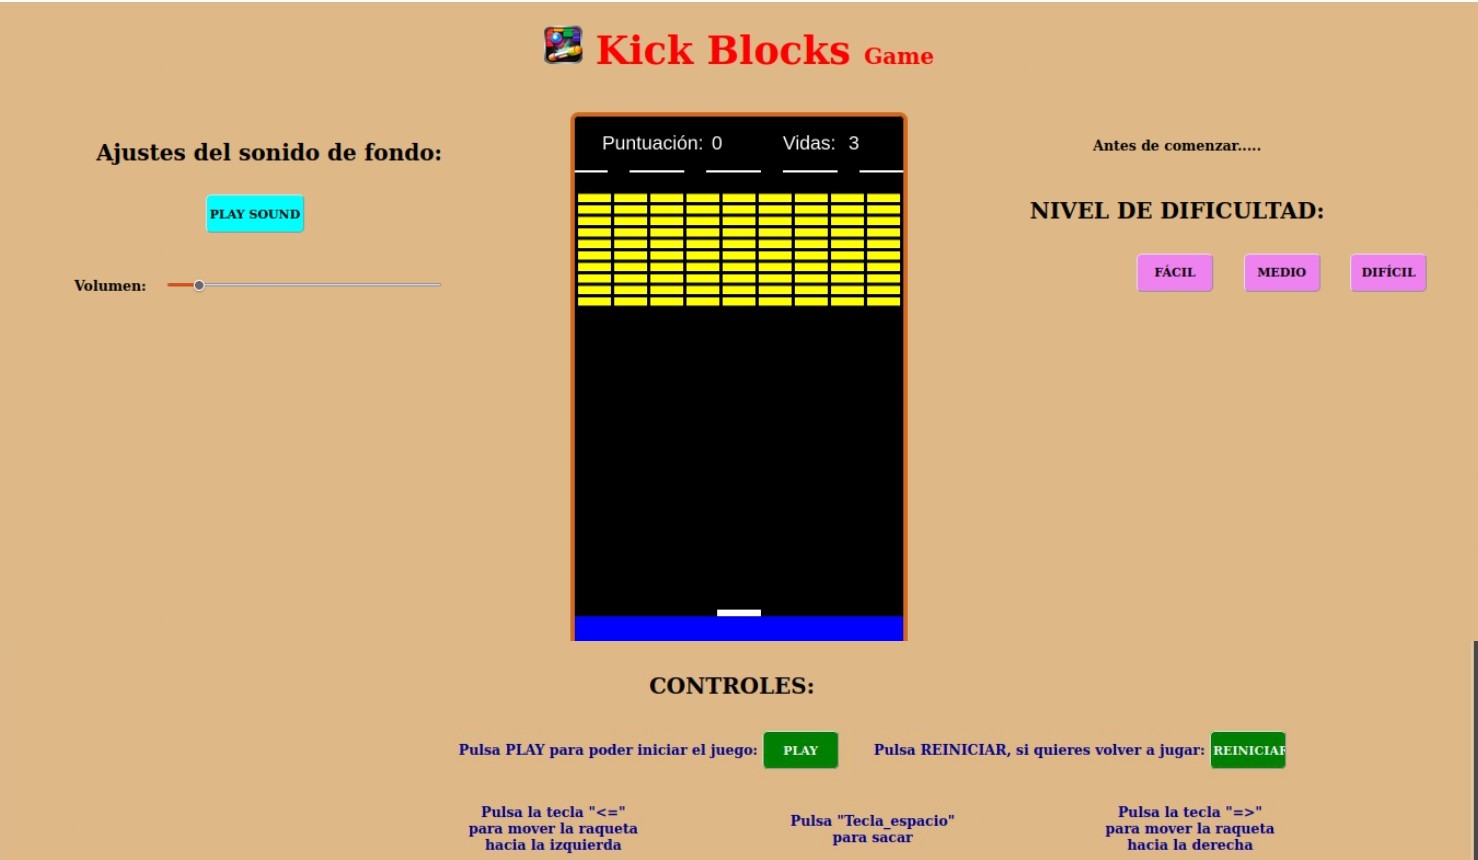 Kick Blocks Game
Ajustes del sonido de fondo:
PLAY SOUND
Volumen:
Puntuación: 0 Vidas: 3
Antes de comenzar.....
NIVEL DE DIFICULTAD:
FÁCIL MEDIO DIFÍCIL
CONTROLES:
Pulsa PLAY para poder iniciar el juego: PLAY Pulsa REINICIAR, si quieres volver a jugar: REINICIAR
Pulsa la tecla "<="
para mover la raqueta
hacia la izquierda
Pulsa "Tecla_espacio"
para sacar
Pulsa la tecla "=>"
para mover la raqueta
hacia la derecha